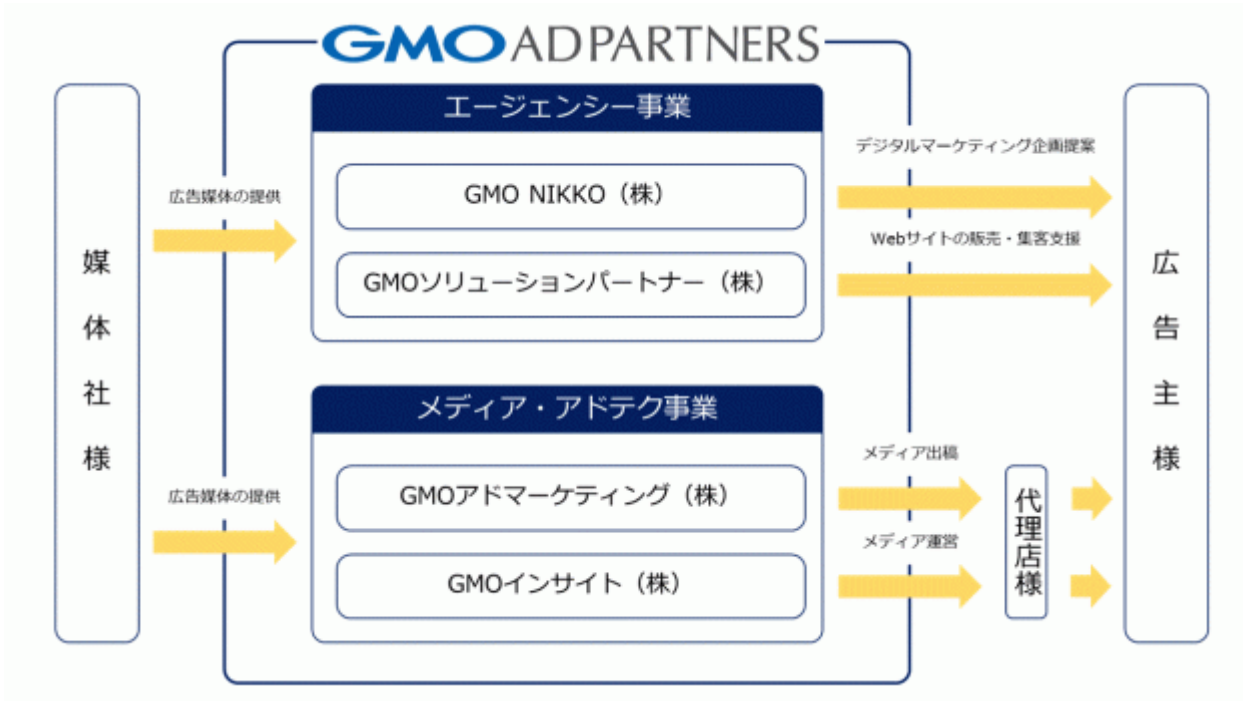 GMO ADPARTNERS
媒体社様
広告媒体の提供
広告媒体の提供
エージェンシー事業
GMO NIKKO（株）
GMOソリューションパートナー（株）
メディア・アドテク事業
GMOアドマーケティング（株）
GMOインサイト（株）
デジタルマーケティング企画提案
Webサイトの販売・集客支援
メディア出稿
メディア運営
代理店様
広告主様